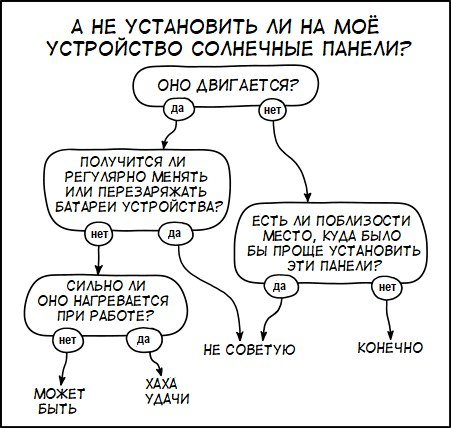 А НЕ УСТАНОВИТЬ ЛИ НА МОЁ
УСТРОЙСТВО СОЛНЕЧНЫЕ ПАНЕЛИ?
ОНО ДВИГАЕТСЯ?
да
нет
ПОЛУЧИТСЯ ЛИ
РЕГУЛЯРНО МЕНЯТЬ
ИЛИ ПЕРЕЗАРЯЖАТЬ
БАТАРЕИ УСТРОЙСТВА?
нет
да
ЕСТЬ ЛИ ПОБЛИЗОСТИ
МЕСТО, КУДА БЫЛО
БЫ ПРОЩЕ УСТАНОВИТЬ
ЭТИ ПАНЕЛИ?
да
нет
СИЛЬНО ЛИ
ОНО НАГРЕВАЕТСЯ
ПРИ РАБОТЕ?
нет
да
НЕ СОВЕТУЮ
КОНЕЧНО
МОЖЕТ
БЫТЬ
ХАХА
УДАЧИ